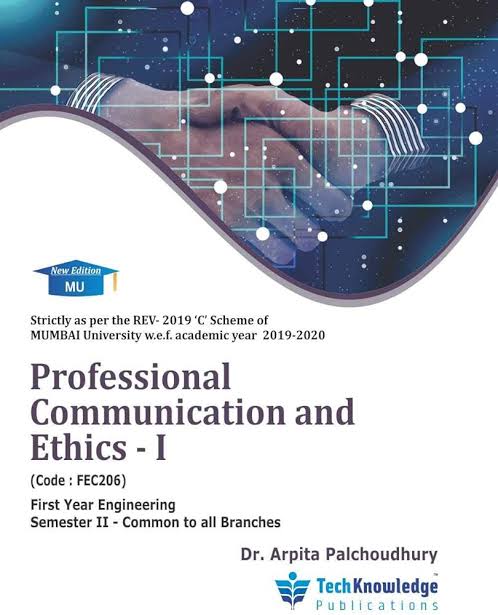 New Edition
MU
Strictly as per the REV- 2019 ‘C’ Scheme of
MUMBAI University w.e.f. academic year 2019-2020
Professional
Communication and
Ethics - I
(Code : FEC206)
First Year Engineering
Semester II - Common to all Branches
Dr. Arpita Palchoudhury
TechKnowledge™
Publications